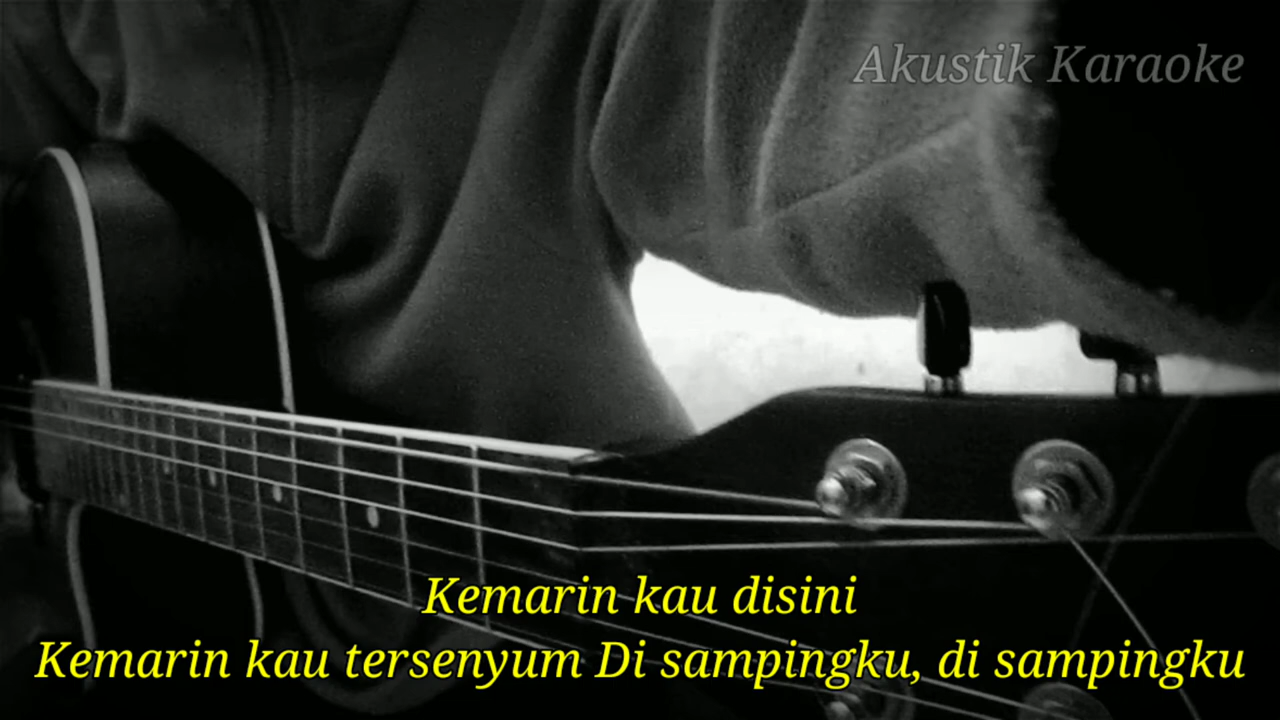 Akustik Karaoke
Kemarin kau disini
Kemarin kau tersenyum Di sampingku, di sampingku